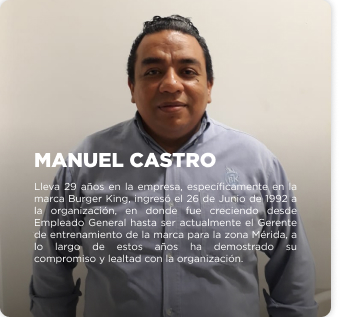 MANUEL CASTRO
Lleva 29 años en la empresa, específicamente en la
marca Burger King, ingresó el 26 de Junio de 1992 a
la organización, en donde fue creciendo desde
Empleado General hasta ser actualmente el Gerente
de entrenamiento de la marca para la zona Mérida, a
lo largo de estos años ha demostrado su
compromiso y lealtad con la organización.